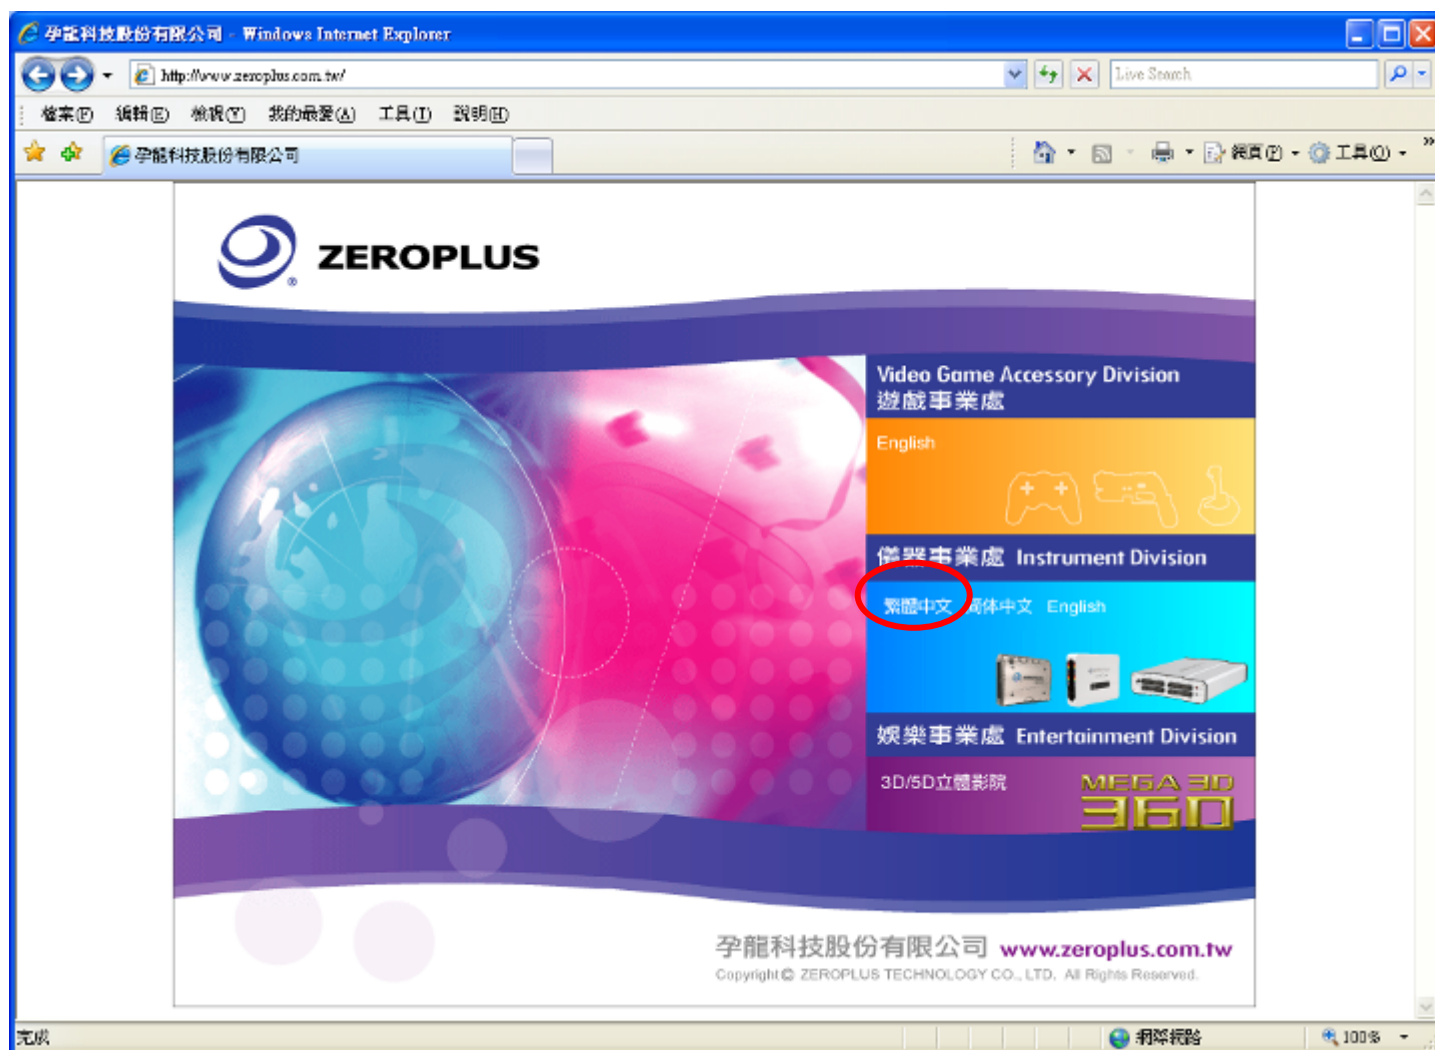 孕龍科技股份有限公司 - Windows Internet Explorer
http://www.zeroplus.com.tw/
Live Search
檔案(F) 編輯(E) 檢視(V) 我的最愛(A) 工具(T) 說明(H)
孕龍科技股份有限公司
網頁(P) 工具(O)
ZEROPLUS
®
Video Game Accessory Division
遊戲事業處
English
儀器事業處 Instrument Division
繁體中文 简体中文 English
娛樂事業處 Entertainment Division
3D/5D立體影院
MEGA 3D
360
孕龍科技股份有限公司 www.zeroplus.com.tw
Copyright© ZEROPLUS TECHNOLOGY CO., LTD. All Rights Reserved.
完成
網際網路
100%